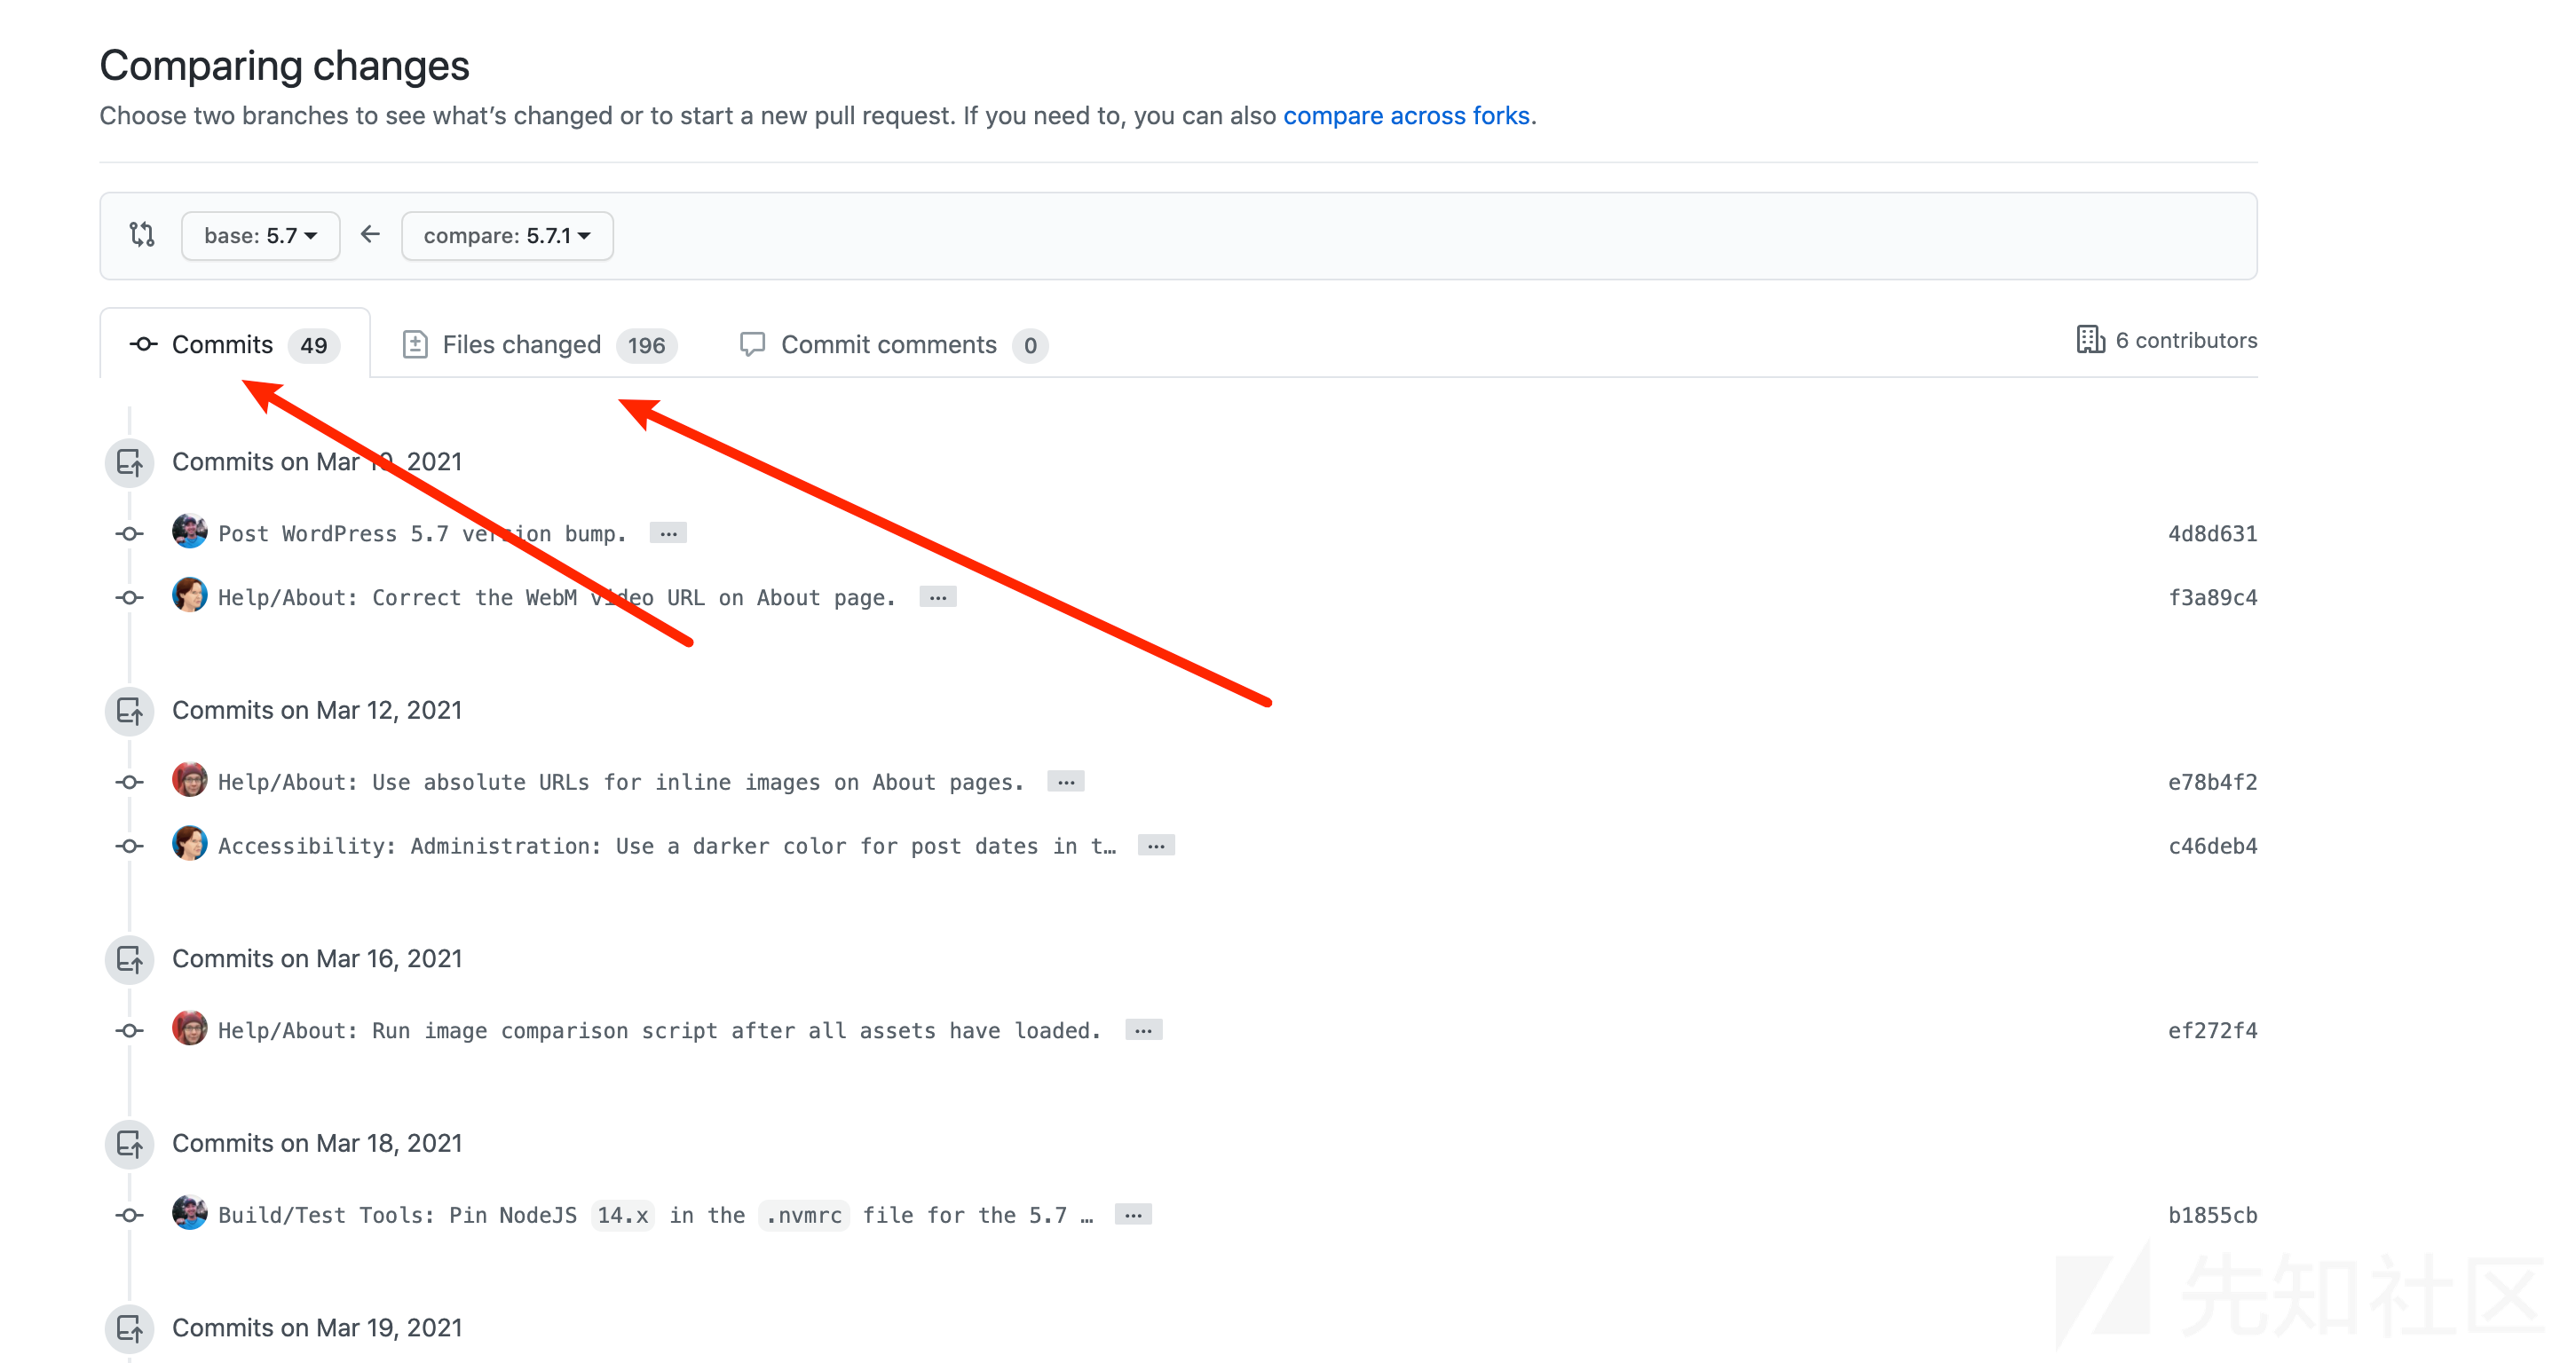 Comparing changes
Choose two branches to see what’s changed or to start a new pull request. If you need to, you can also compare across forks.
base: 5.7 compare: 5.7.1
Commits 49 Files changed 196 Commit comments 0 6 contributors
Commits on Mar 10, 2021
Post WordPress 5.7 version bump. … 4d8d631
Help/About: Correct the WebM video URL on About page. … f3a89c4
Commits on Mar 12, 2021
Help/About: Use absolute URLs for inline images on About pages. … e78b4f2
Accessibility: Administration: Use a darker color for post dates in t… … c46deb4
Commits on Mar 16, 2021
Help/About: Run image comparison script after all assets have loaded. … ef272f4
Commits on Mar 18, 2021
Build/Test Tools: Pin NodeJS 14.x in the .nvmrc file for the 5.7 … … b1855cb
Commits on Mar 19, 2021
先知社区